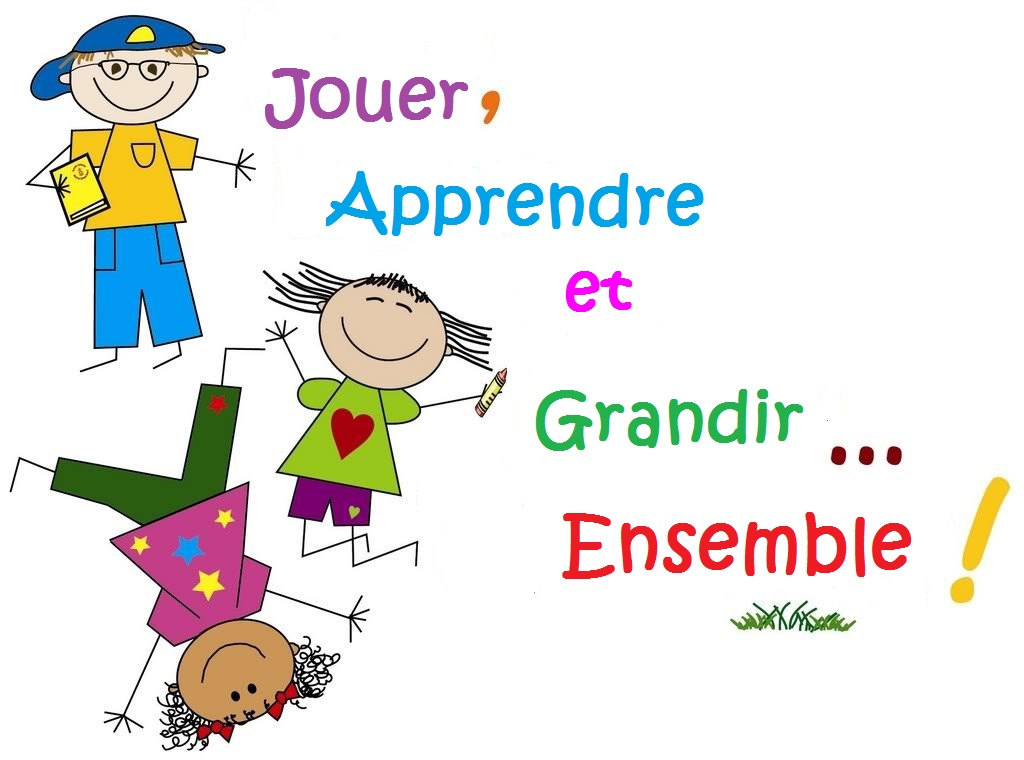 Jouer,
Apprendre
et
Grandir ...
Ensemble !